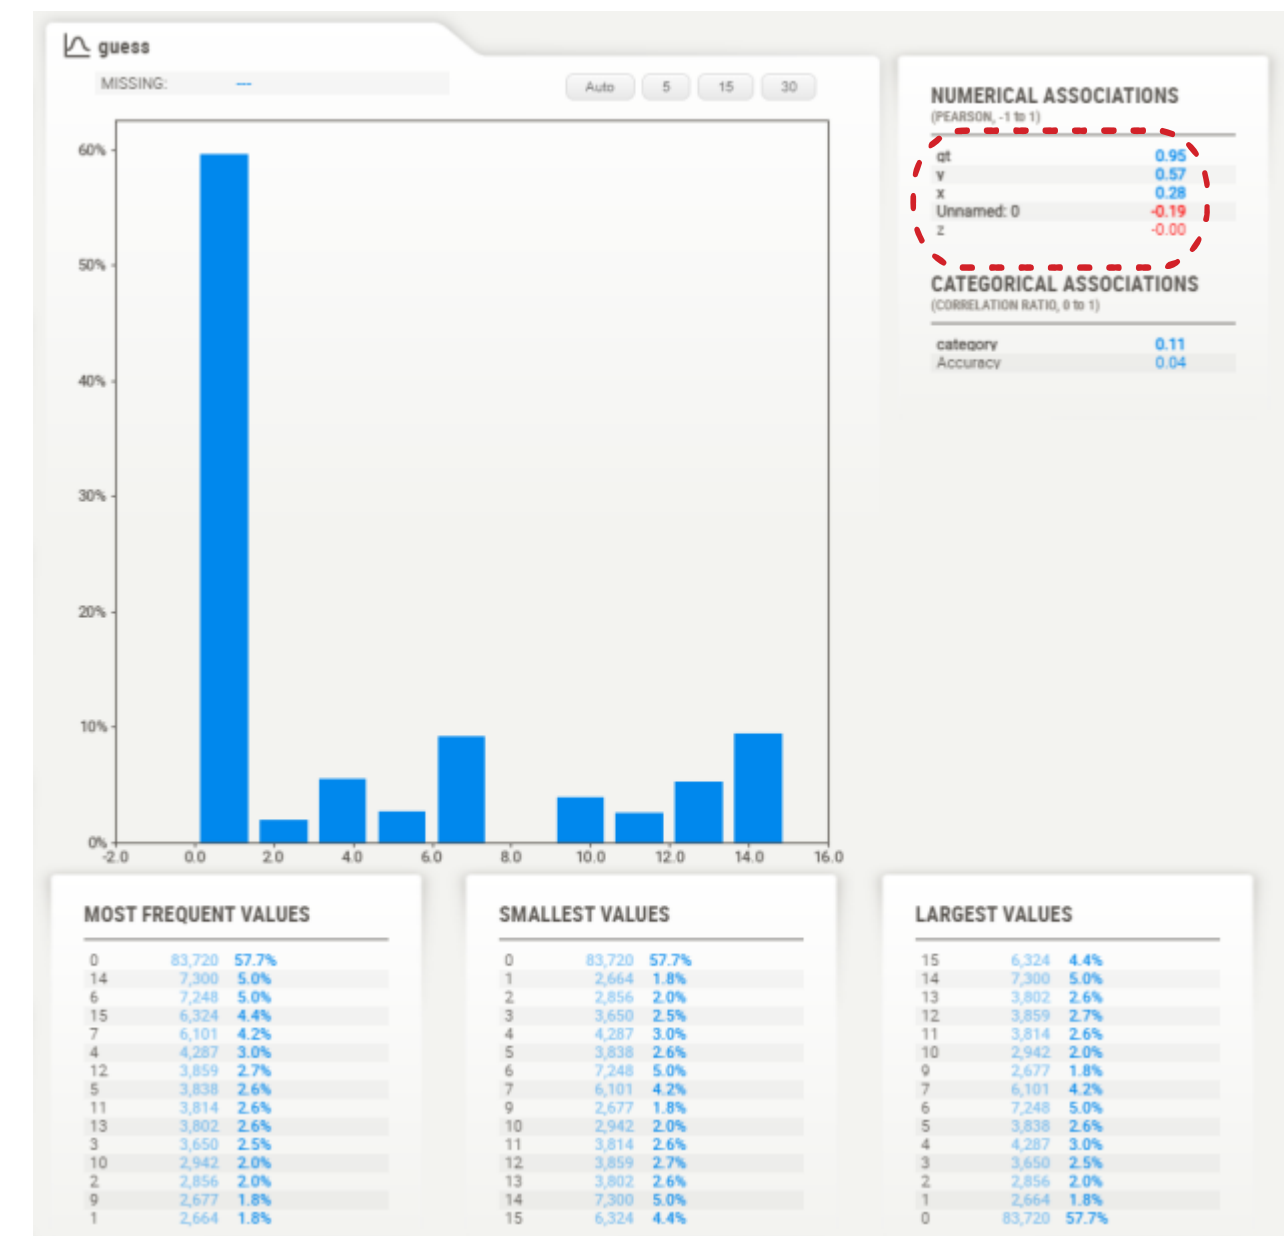 guess
MISSING: ---
Auto 5 15 30
60%
50%
40%
30%
20%
10%
0%
-2.0 0.0 2.0 4.0 6.0 8.0 10.0 12.0 14.0 16.0
NUMERICAL ASSOCIATIONS
(PEARSON, -1 to 1)
gt 0.95
y 0.57
x 0.28
Unnamed: 0 -0.19
z -0.00
CATEGORICAL ASSOCIATIONS
(CORRELATION RATIO, 0 to 1)
category 0.11
Accuracy 0.04
MOST FREQUENT VALUES
0 83,720 57.7%
14 7,300 5.0%
6 7,248 5.0%
15 6,324 4.4%
7 6,101 4.2%
4 4,287 3.0%
12 3,859 2.7%
5 3,838 2.6%
11 3,814 2.6%
13 3,802 2.6%
3 3,650 2.5%
10 2,942 2.0%
2 2,856 2.0%
9 2,677 1.8%
1 2,664 1.8%
SMALLEST VALUES
0 83,720 57.7%
1 2,664 1.8%
2 2,856 2.0%
3 3,650 2.5%
4 4,287 3.0%
5 3,838 2.6%
6 7,248 5.0%
7 6,101 4.2%
9 2,677 1.8%
10 2,942 2.0%
11 3,814 2.6%
12 3,859 2.7%
13 3,802 2.6%
14 7,300 5.0%
15 6,324 4.4%
LARGEST VALUES
15 6,324 4.4%
14 7,300 5.0%
13 3,802 2.6%
12 3,859 2.7%
11 3,814 2.6%
10 2,942 2.0%
9 2,677 1.8%
7 6,101 4.2%
6 7,248 5.0%
5 3,838 2.6%
4 4,287 3.0%
3 3,650 2.5%
2 2,856 2.0%
1 2,664 1.8%
0 83,720 57.7%